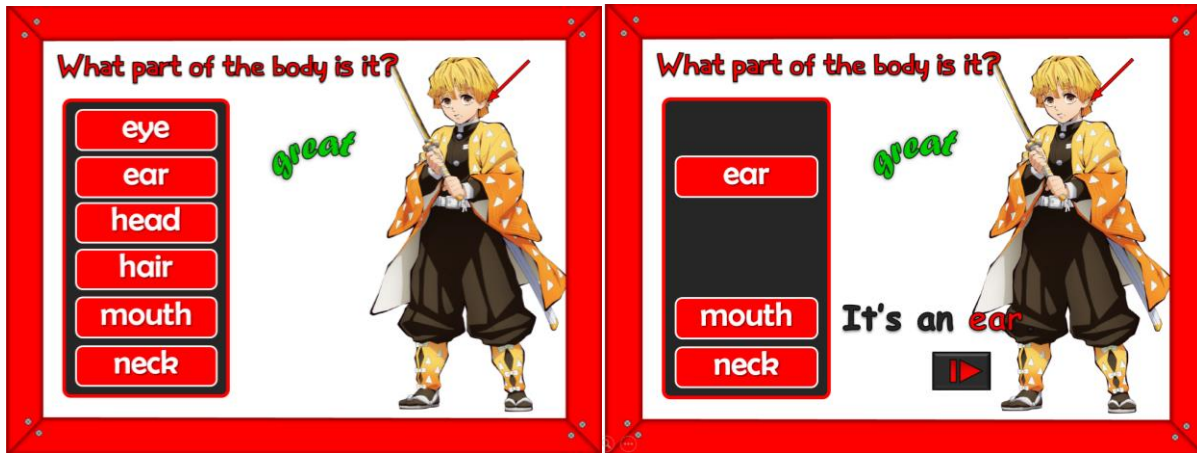 What part of the body is it?
eye
ear
head
hair
mouth
neck
great
What part of the body is it?
ear
mouth
neck
great
It's an ear